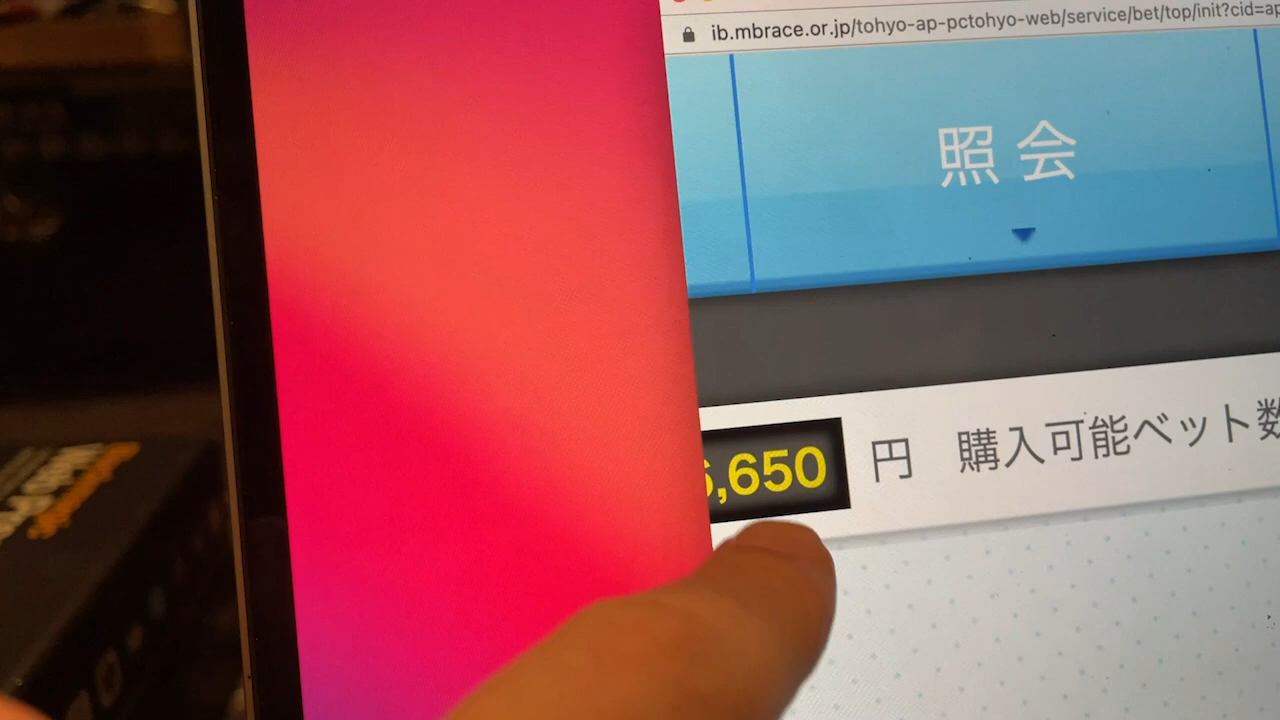 ib.mbrace.or.jp/tohyo-ap-pctohyo-web/service/bet/top/init?cid=ap
照会
,650 円 購入可能ベット数